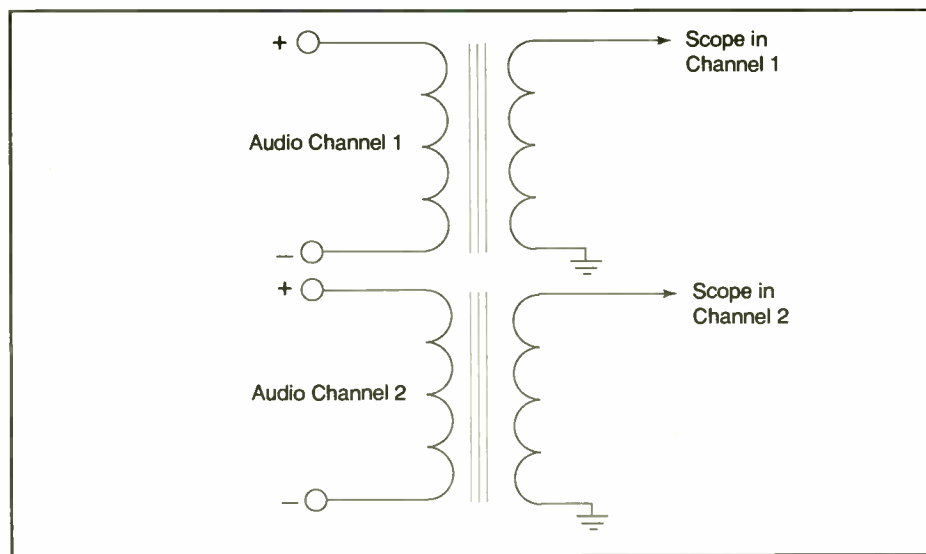 +
Scope in
Channel 1
Audio Channel 1
–
+
Scope in
Channel 2
Audio Channel 2
–